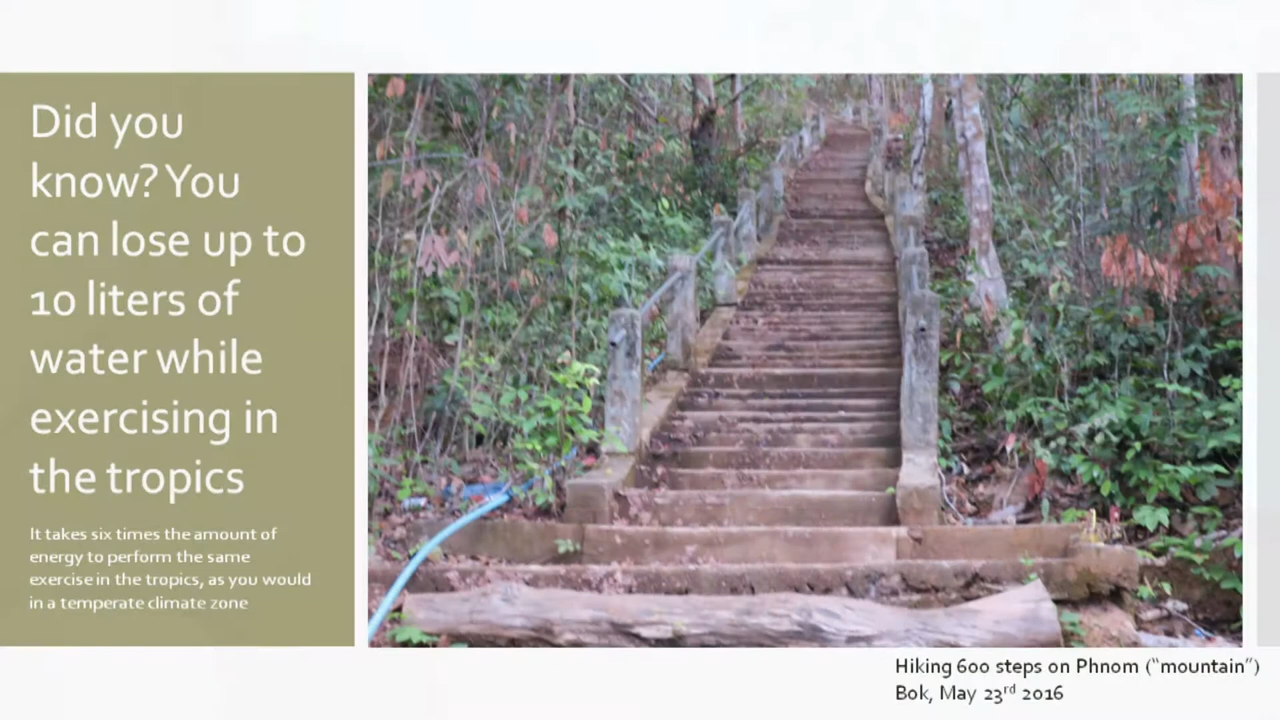 Did you
know? You
can lose up to
10 liters of
water while
exercising in
the tropics
It takes six times the amount of
energy to perform the same
exercise in the tropics, as you would
in a temperate climate zone
Hiking 600 steps on Phnom (“mountain”)
Bok, May 23rd 2016